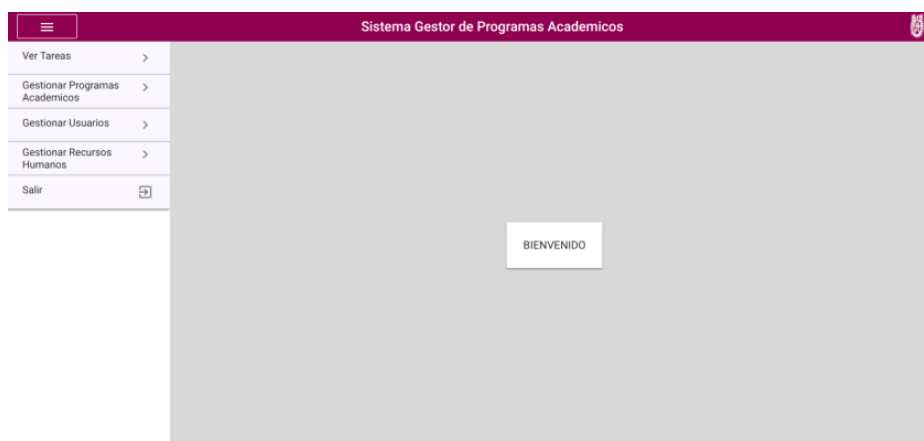 Sistema Gestor de Programas Academicos
Ver Tareas
Gestionar Programas
Academicos
Gestionar Usuarios
Gestionar Recursos
Humanos
Salir
BIENVENIDO